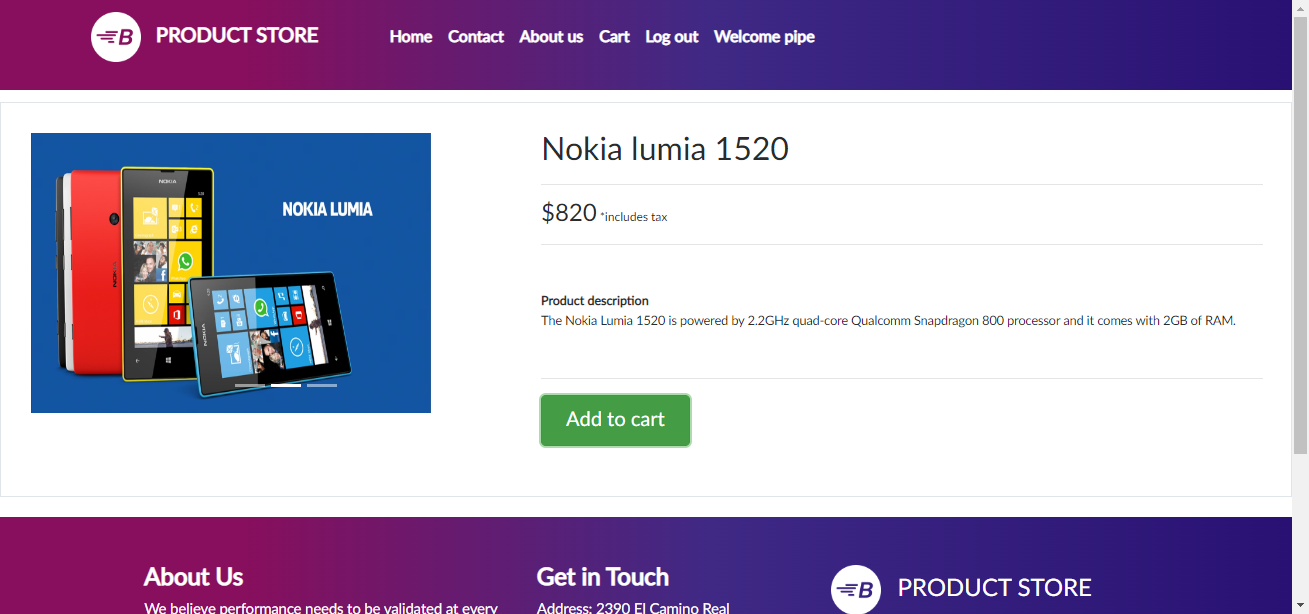 B PRODUCT STORE Home Contact About us Cart Log out Welcome pipe
NOKIA
NOKIA LUMIA
NOKIA
NOKIA
Nokia lumia 1520
$820 *includes tax
Product description
The Nokia Lumia 1520 is powered by 2.2GHz quad-core Qualcomm Snapdragon 800 processor and it comes with 2GB of RAM.
Add to cart
About Us
We believe performance needs to be validated at every
Get in Touch
Address: 2390 El Camino Real
B PRODUCT STORE